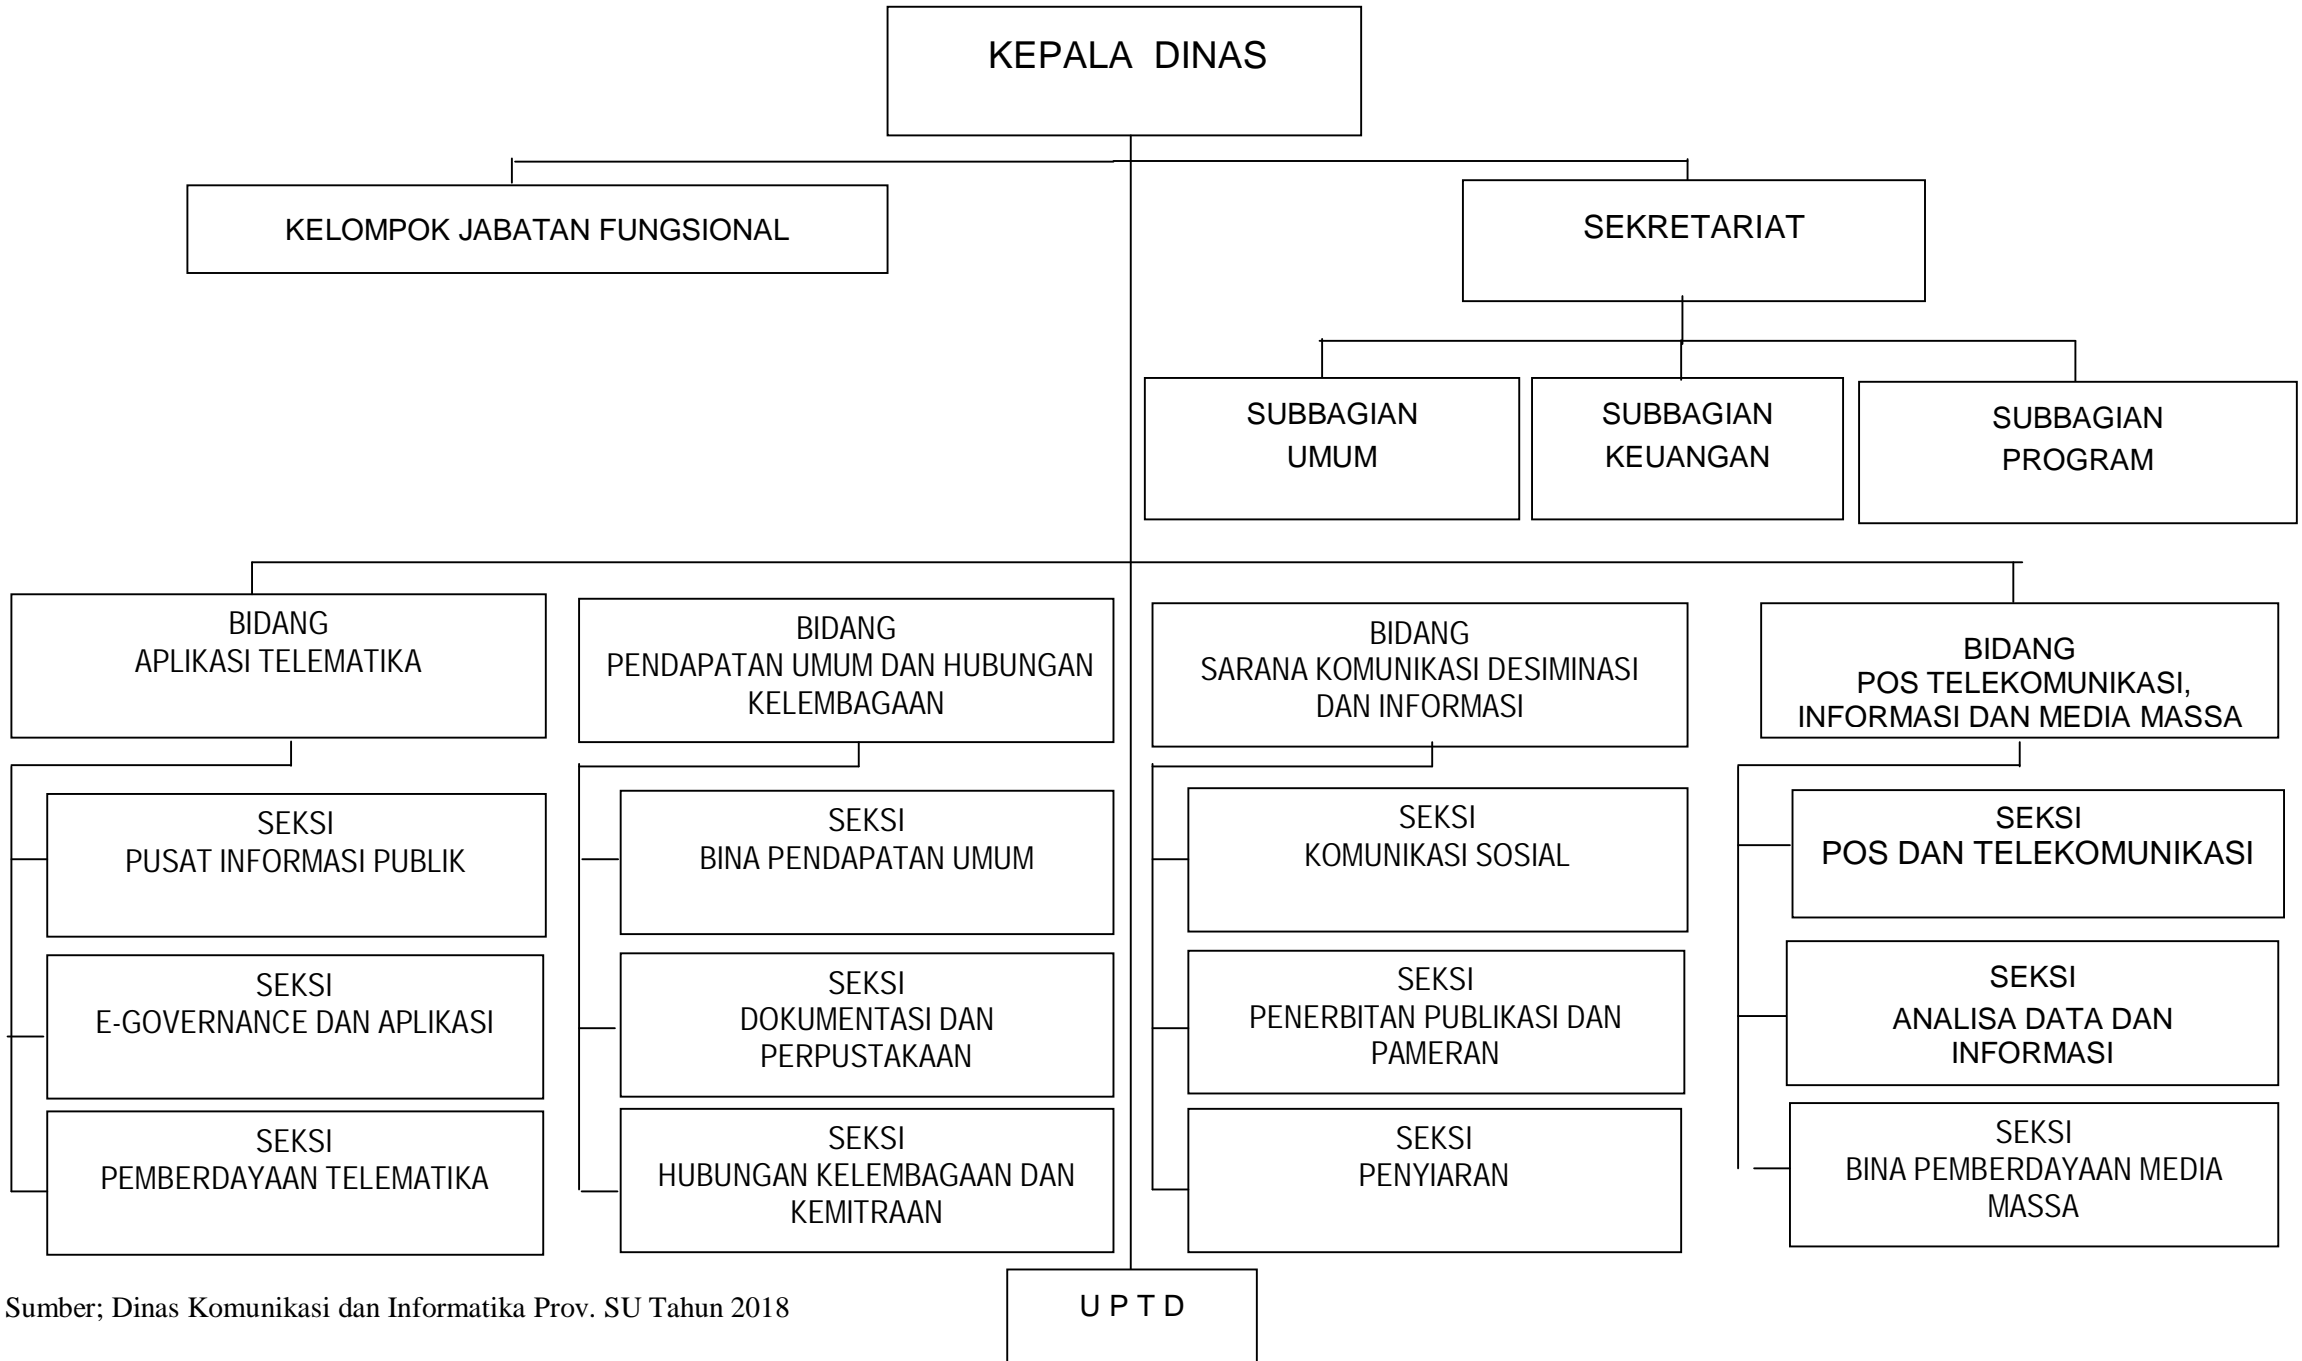 KEPALA DINAS
KELOMPOK JABATAN FUNGSIONAL
SEKRETARIAT
SUBBAGIAN
UMUM
SUBBAGIAN
KEUANGAN
SUBBAGIAN
PROGRAM
BIDANG
APLIKASI TELEMATIKA
BIDANG
PENDAPATAN UMUM DAN HUBUNGAN
KELEMBAGAAN
BIDANG
SARANA KOMUNIKASI DESIMINASI
DAN INFORMASI
BIDANG
POS TELEKOMUNIKASI,
INFORMASI DAN MEDIA MASSA
SEKSI
PUSAT INFORMASI PUBLIK
SEKSI
BINA PENDAPATAN UMUM
SEKSI
KOMUNIKASI SOSIAL
SEKSI
POS DAN TELEKOMUNIKASI
SEKSI
E-GOVERNANCE DAN APLIKASI
SEKSI
DOKUMENTASI DAN
PERPUSTAKAAN
SEKSI
PENERBITAN PUBLIKASI DAN
PAMERAN
SEKSI
ANALISA DATA DAN
INFORMASI
SEKSI
PEMBERDAYAAN TELEMATIKA
SEKSI
HUBUNGAN KELEMBAGAAN DAN
KEMITRAAN
SEKSI
PENYIARAN
SEKSI
BINA PEMBERDAYAAN MEDIA
MASSA
Sumber; Dinas Komunikasi dan Informatika Prov. SU Tahun 2018
U P T D